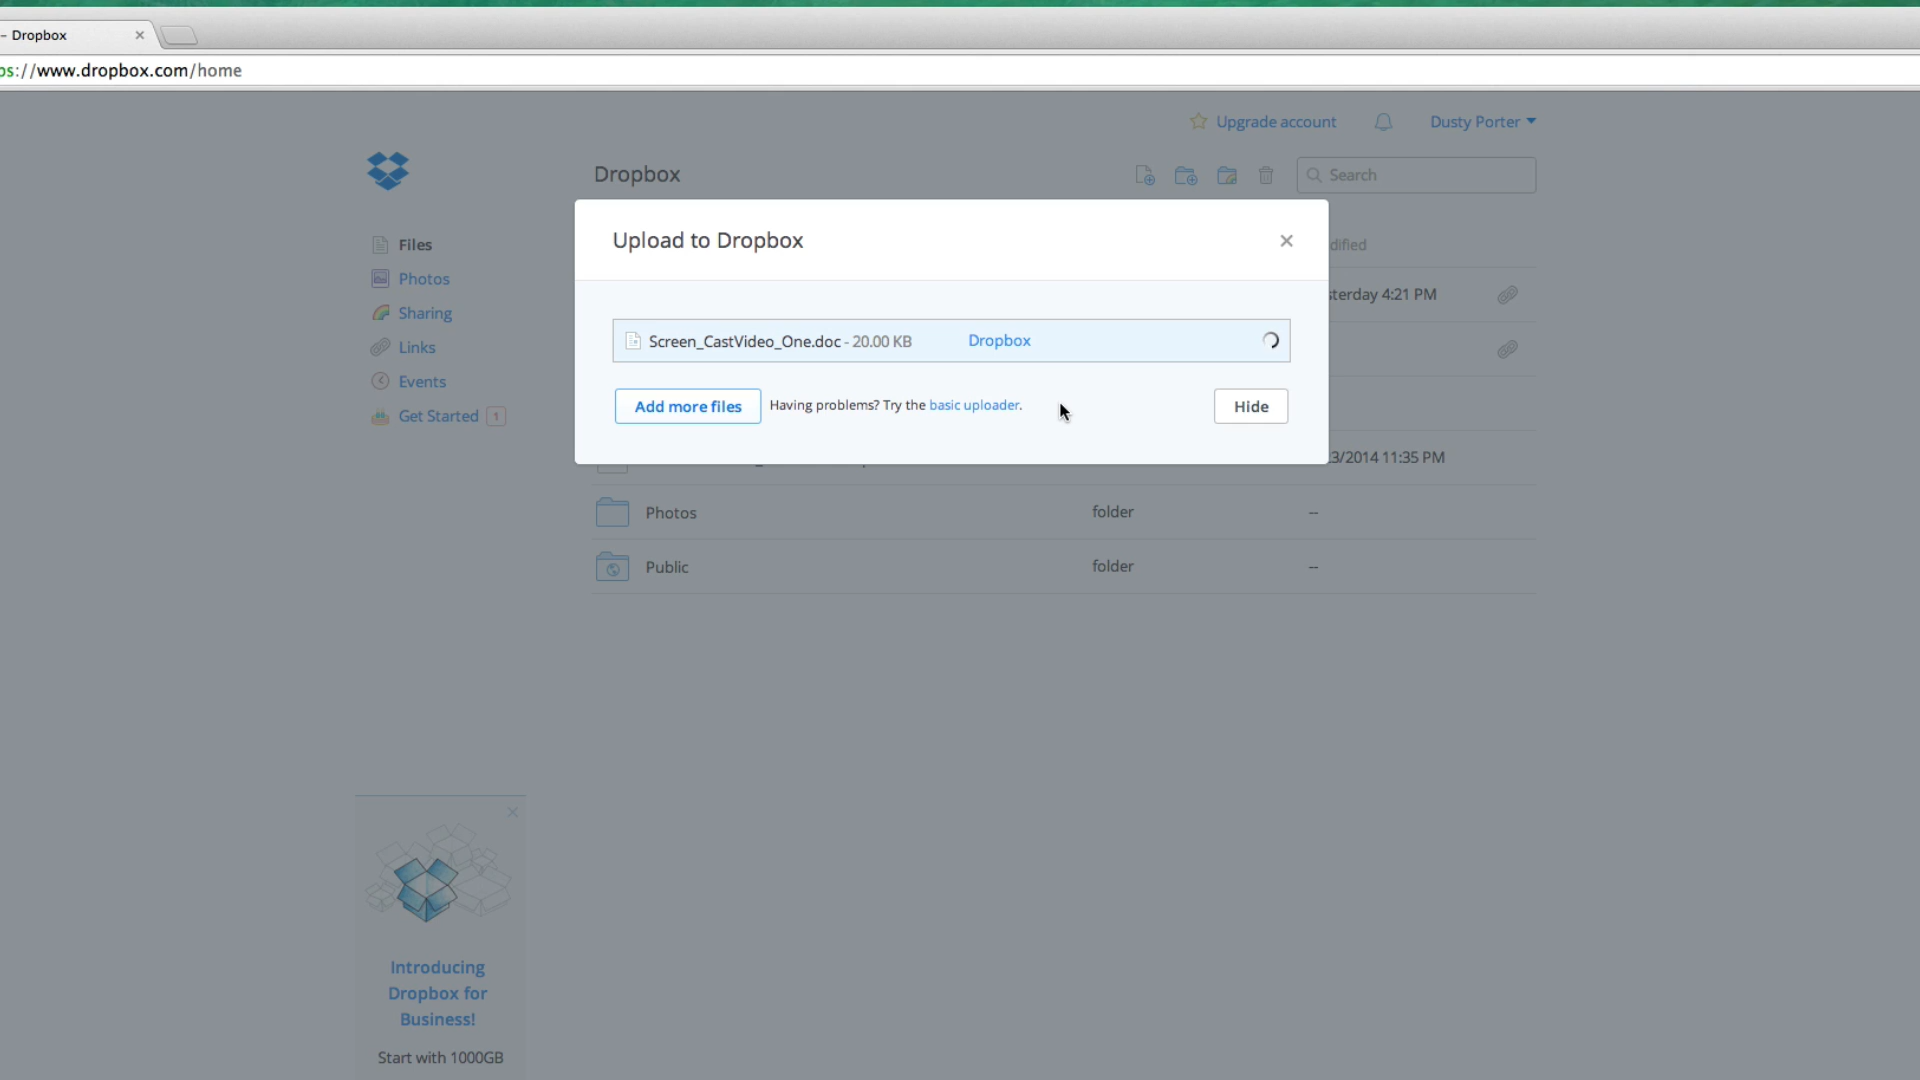 – Dropbox
ps://www.dropbox.com/home
Upgrade account
Dusty Porter
Dropbox
Search
Files
Photos
Sharing
Links
Events
Get Started 1
Upload to Dropbox
dified
sterday 4:21 PM
Screen_CastVideo_One.doc - 20.00 KB Dropbox
Add more files Having problems? Try the basic uploader. Hide
3/2014 11:35 PM
Photos folder --
Public folder --
Introducing
Dropbox for
Business!
Start with 1000GB